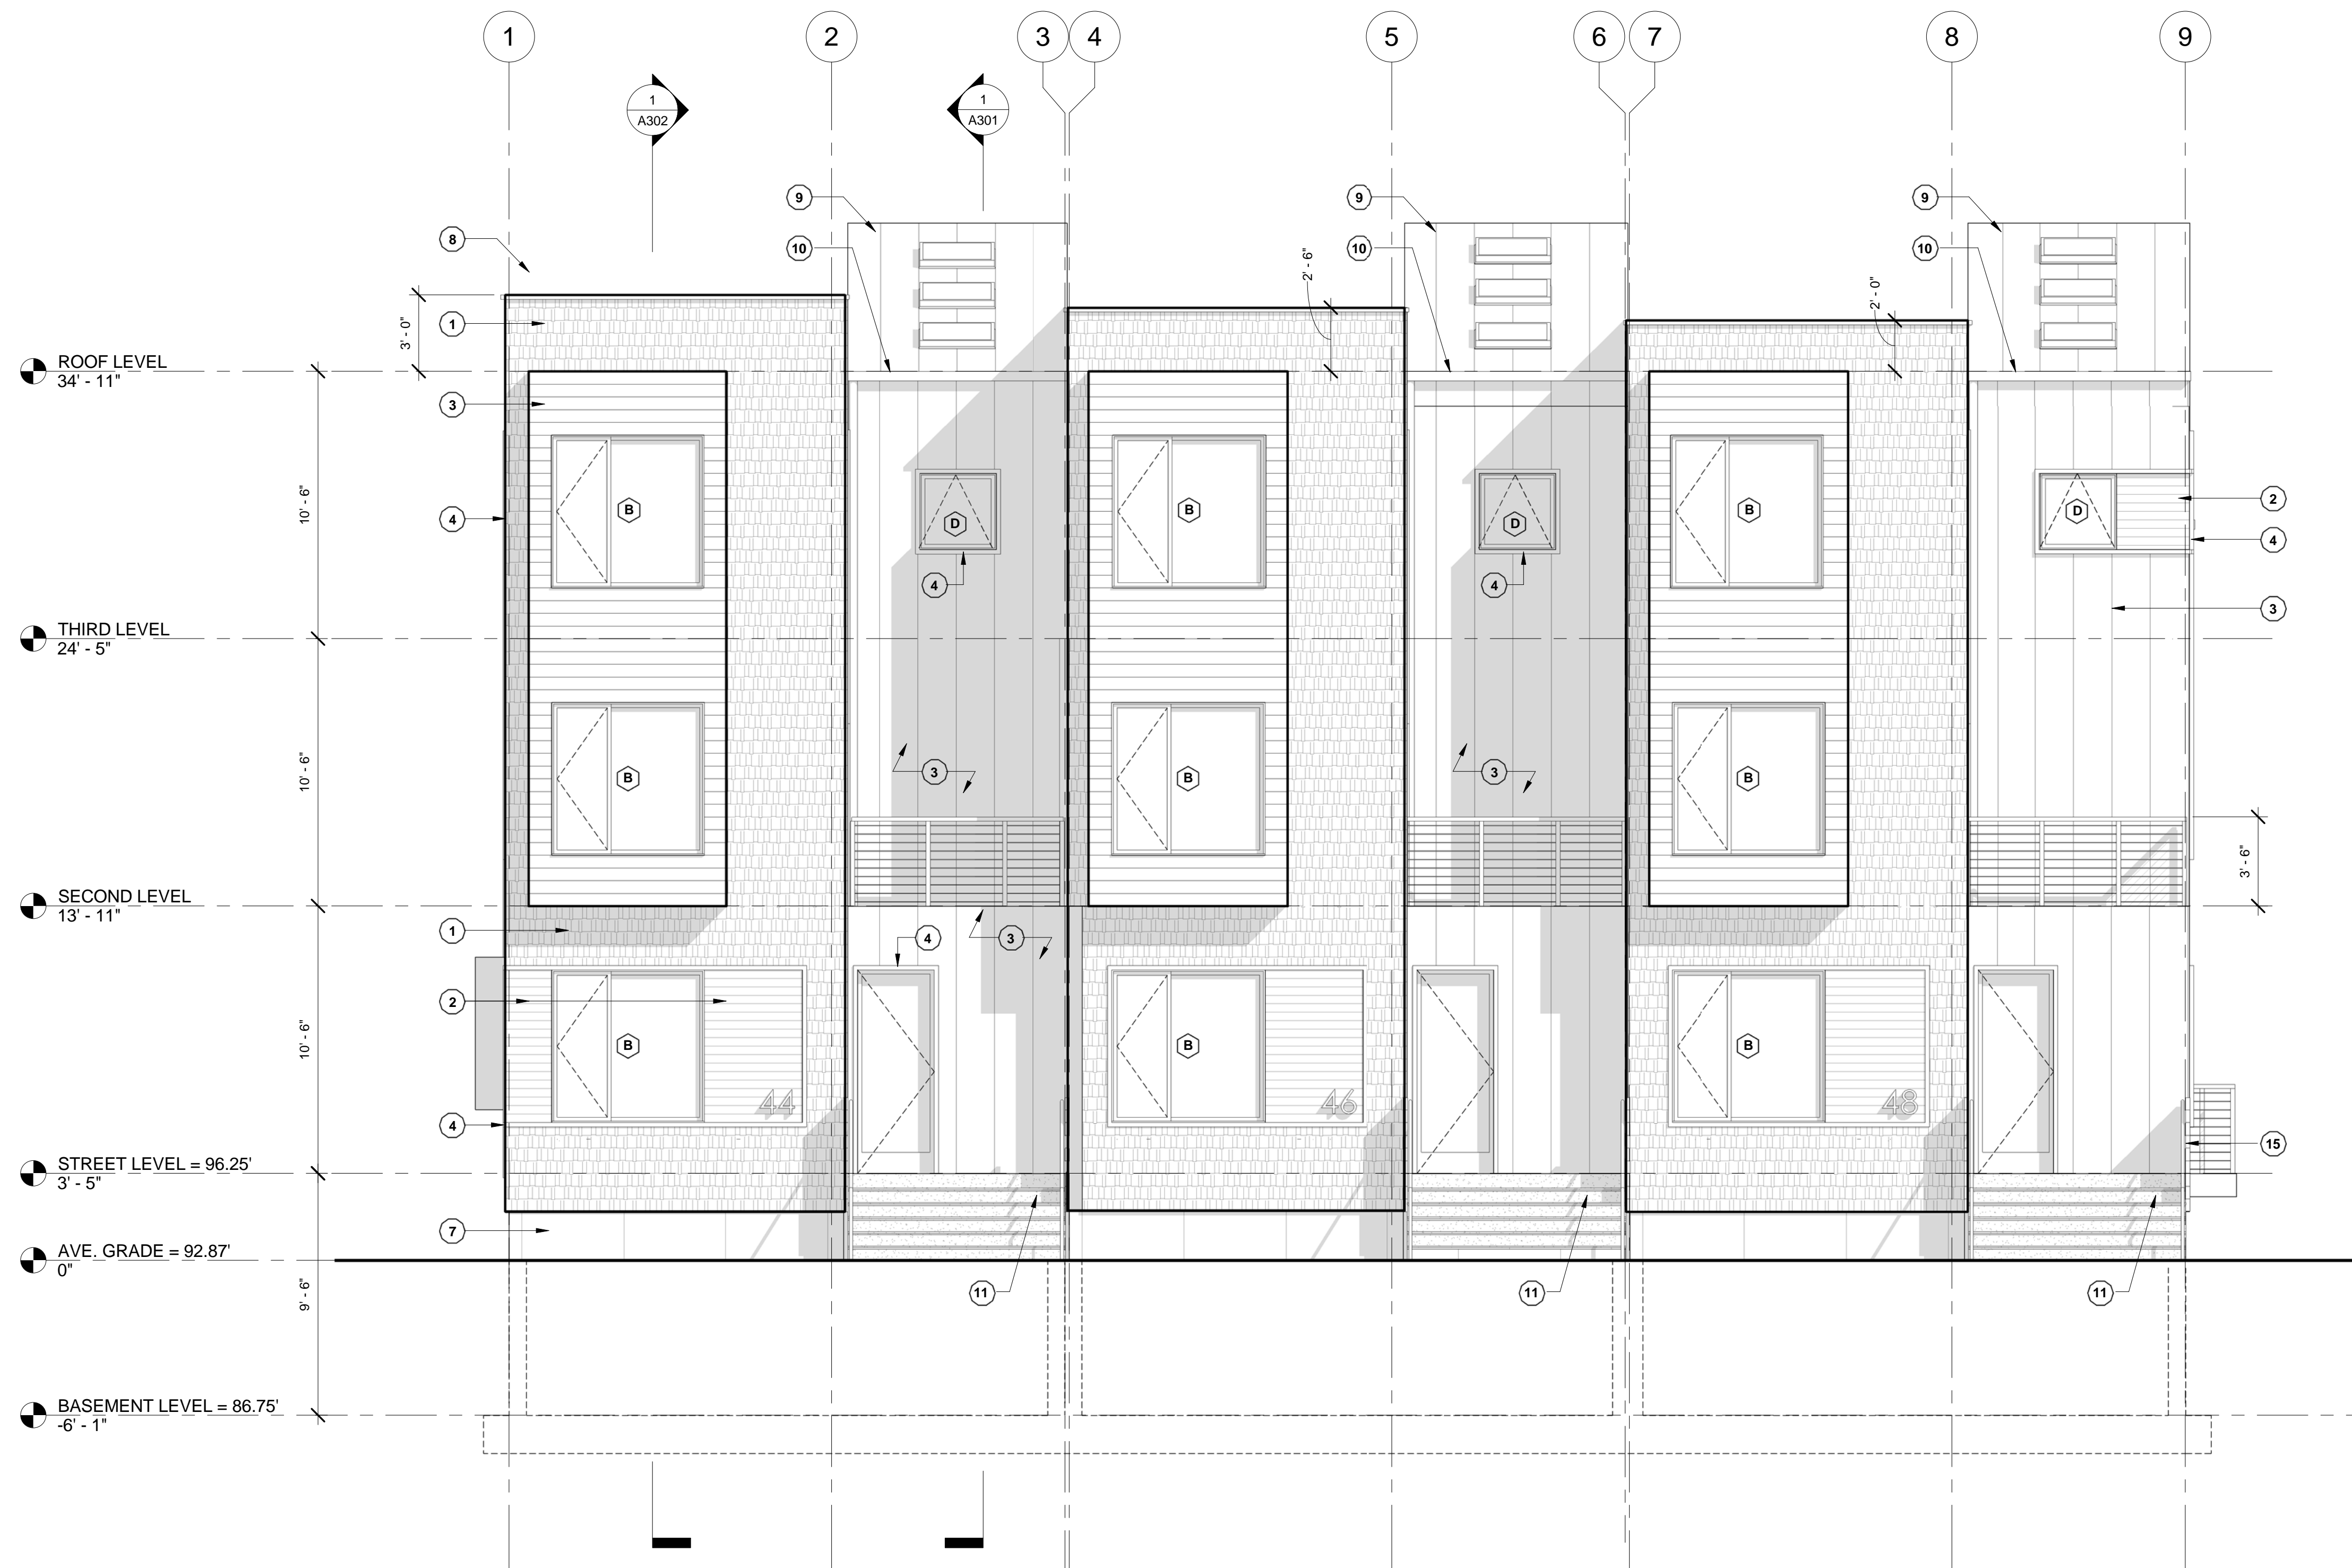 1 2 3 4 5 6 7 8 9
1
A302
1
A301
9 9 9
8 10 10 10
2' - 6"
2' - 0"
1
3' - 0"
ROOF LEVEL
34' - 11"
3
B B B
D D D
2
4
4
4 4
10' - 6"
3
THIRD LEVEL
24' - 5"
B B B
3 3
10' - 6"
3' - 6"
SECOND LEVEL
13' - 11"
1
4 3
2
B B B
10' - 6"
44 46 48
4
15
STREET LEVEL = 96.25'
3' - 5"
7
AVE. GRADE = 92.87'
0"
11 11 11
9' - 6"
BASEMENT LEVEL = 86.75'
-6' - 1"